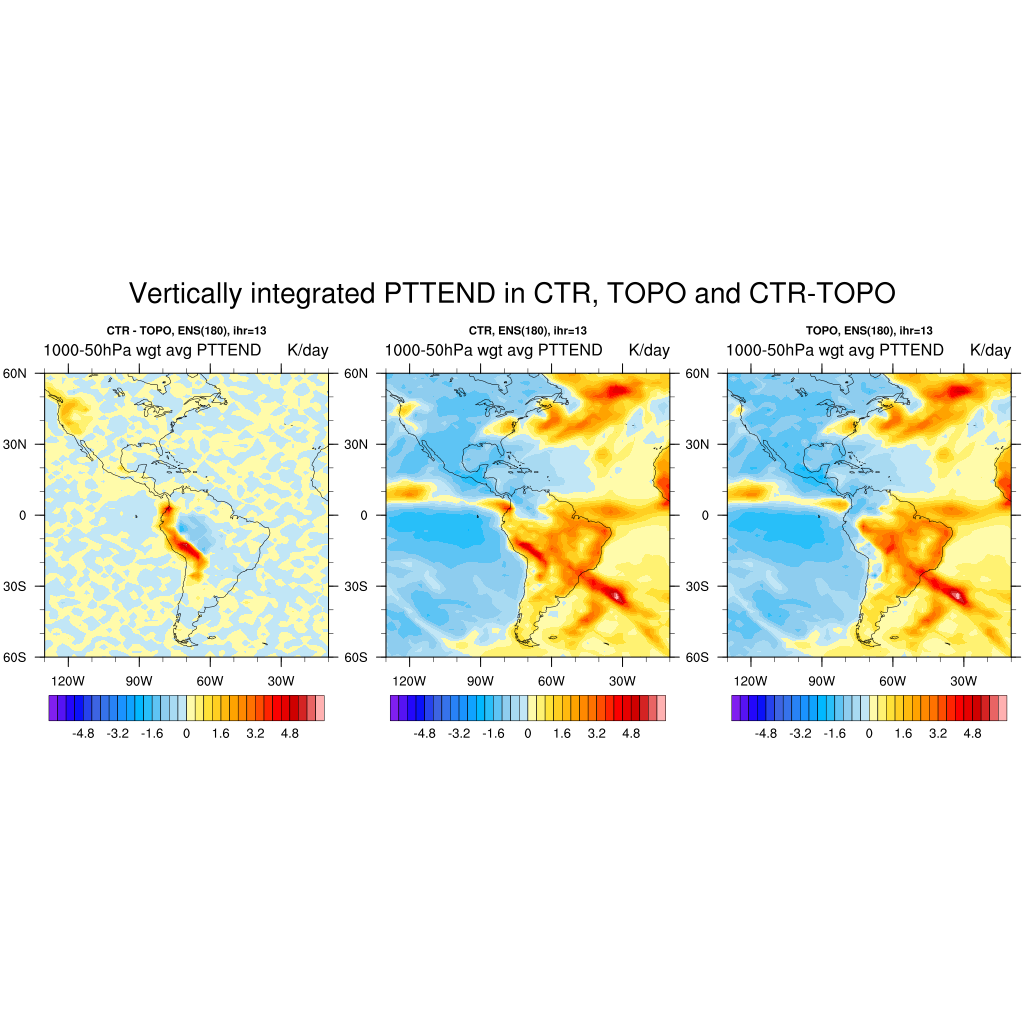 Vertically integrated PTTEND in CTR, TOPO and CTR-TOPO
CTR - TOPO, ENS(180), ihr=13
1000-50hPa wgt avg PTTEND K/day
60N
30N
0
30S
60S
120W 90W 60W 30W
-4.8 -3.2 -1.6 0 1.6 3.2 4.8
CTR, ENS(180), ihr=13
1000-50hPa wgt avg PTTEND K/day
60N
30N
0
30S
60S
120W 90W 60W 30W
-4.8 -3.2 -1.6 0 1.6 3.2 4.8
TOPO, ENS(180), ihr=13
1000-50hPa wgt avg PTTEND K/day
60N
30N
0
30S
60S
120W 90W 60W 30W
-4.8 -3.2 -1.6 0 1.6 3.2 4.8